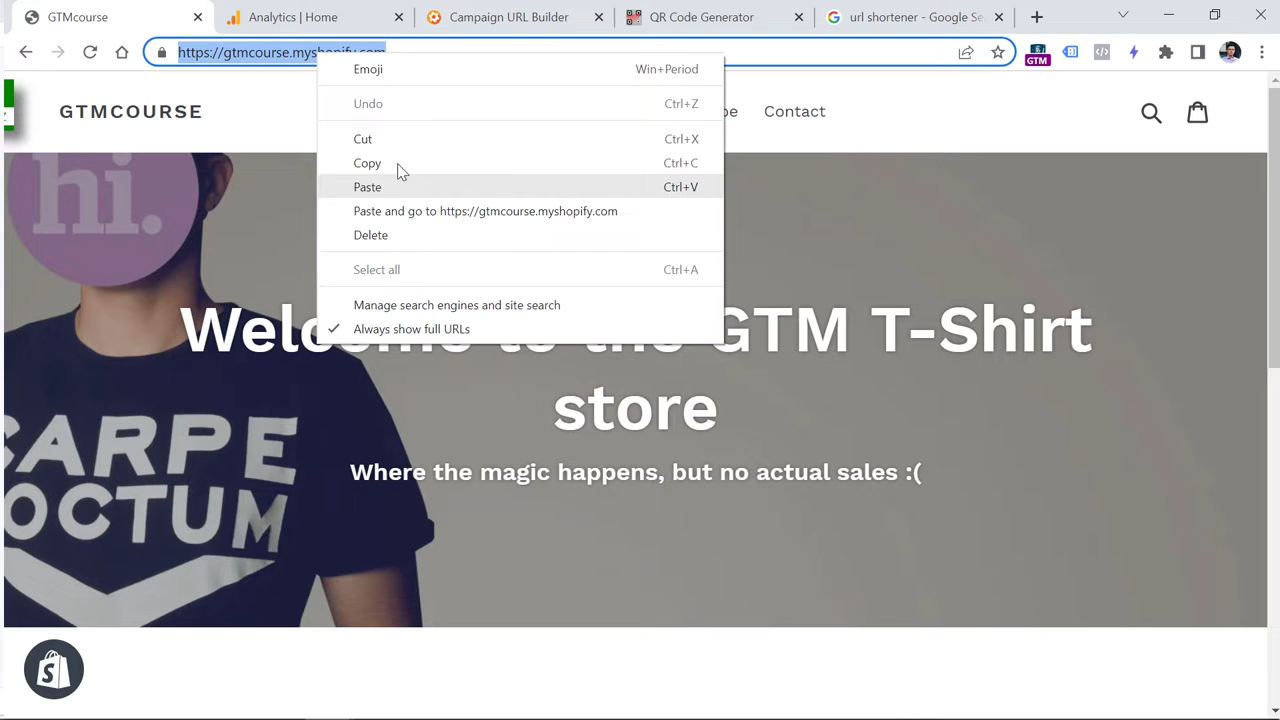 GTMcourse
Analytics | Home
Campaign URL Builder
QR Code Generator
url shortener - Google Se
https://gtmcourse.myshopify.com
GTM
Emoji Win+Period
Undo Ctrl+Z
Cut Ctrl+X
Copy Ctrl+C
Paste Ctrl+V
Paste and go to https://gtmcourse.myshopify.com
Delete
Select all Ctrl+A
Manage search engines and site search
Always show full URLs
GTMCOURSE
Contact
hi.
Welcome to the GTM T-Shirt
store
Where the magic happens, but no actual sales :(
CARPE
OCTUM